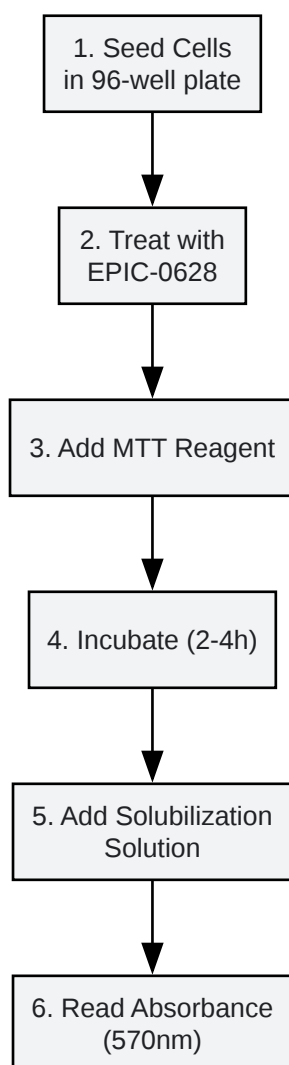 1. Seed Cells
in 96-well plate
2. Treat with
EPIC-0628
3. Add MTT Reagent
4. Incubate (2-4h)
5. Add Solubilization
Solution
6. Read Absorbance
(570nm)